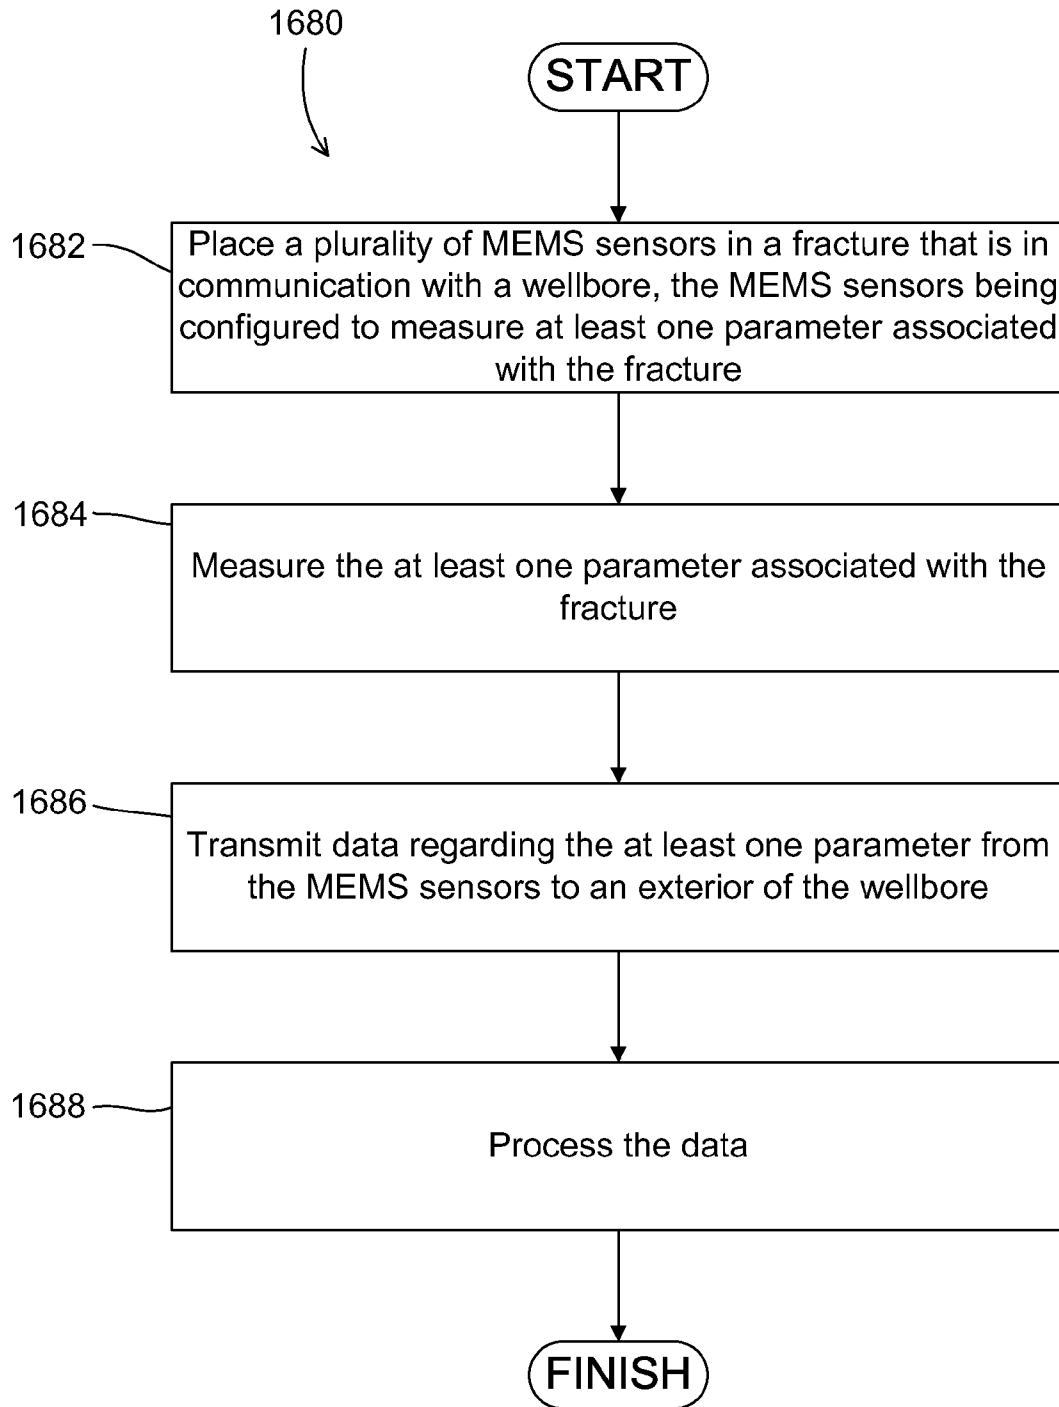 1680
START
1682
Place a plurality of MEMS sensors in a fracture that is in
communication with a wellbore, the MEMS sensors being
configured to measure at least one parameter associated
with the fracture
1684
Measure the at least one parameter associated with the
fracture
1686
Transmit data regarding the at least one parameter from
the MEMS sensors to an exterior of the wellbore
1688
Process the data
FINISH